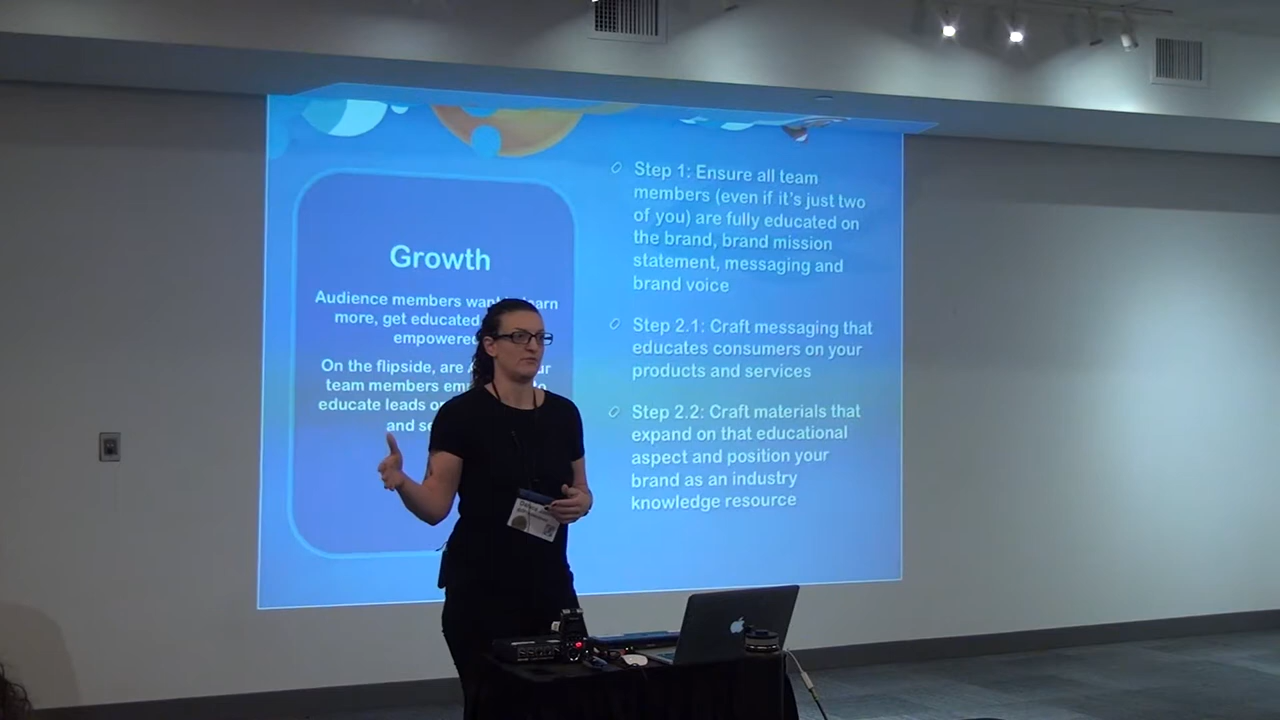 Growth
Audience members want learn
more, get educated
empowered
On the flipside, are
team members
educate leads
and
Step 1: Ensure all team
members (even if it's just two
of you) are fully educated on
the brand, brand mission
statement, messaging and
brand voice
Step 2.1: Craft messaging that
educates consumers on your
products and services
Step 2.2: Craft materials that
expand on that educational
aspect and position your
brand as an industry
knowledge resource